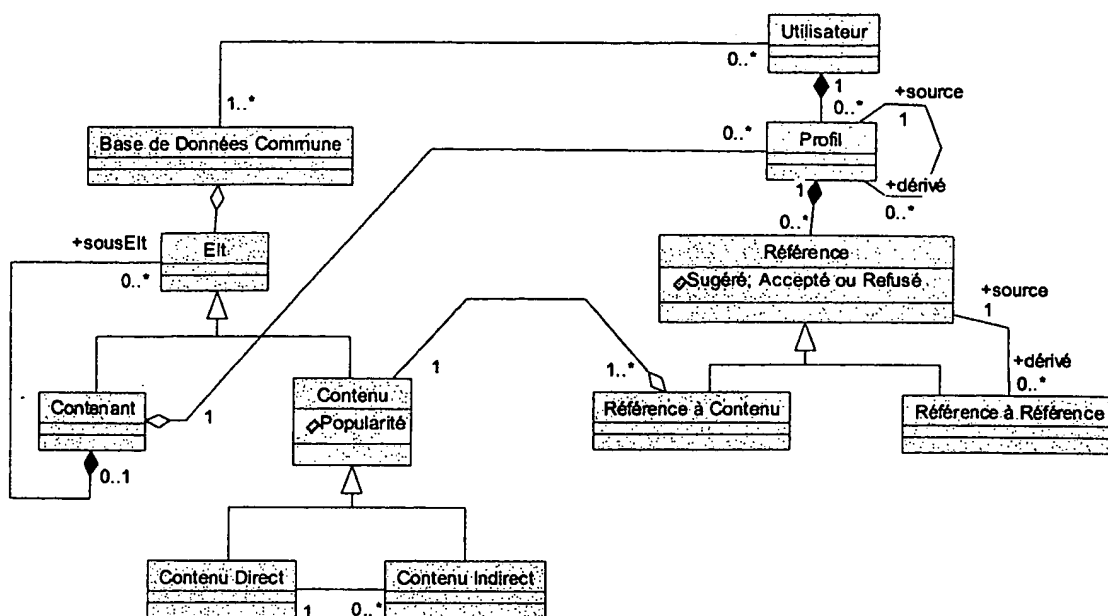 Utilisateur
0..*
1
+source
1..*
0..*
0..*
1
Base de Données Commune
Profil
+dérivé
1
0..*
+sousElt
Elt
0..*
0..*
Référence
Sugéré; Accepté ou Refusé
+source
1
1
1..*
+dérivé
Contenu
0..*
Contenant
1
Référence à Contenu
Référence à Référence
Popularité
0..1
Contenu Direct
Contenu Indirect
1
0..*